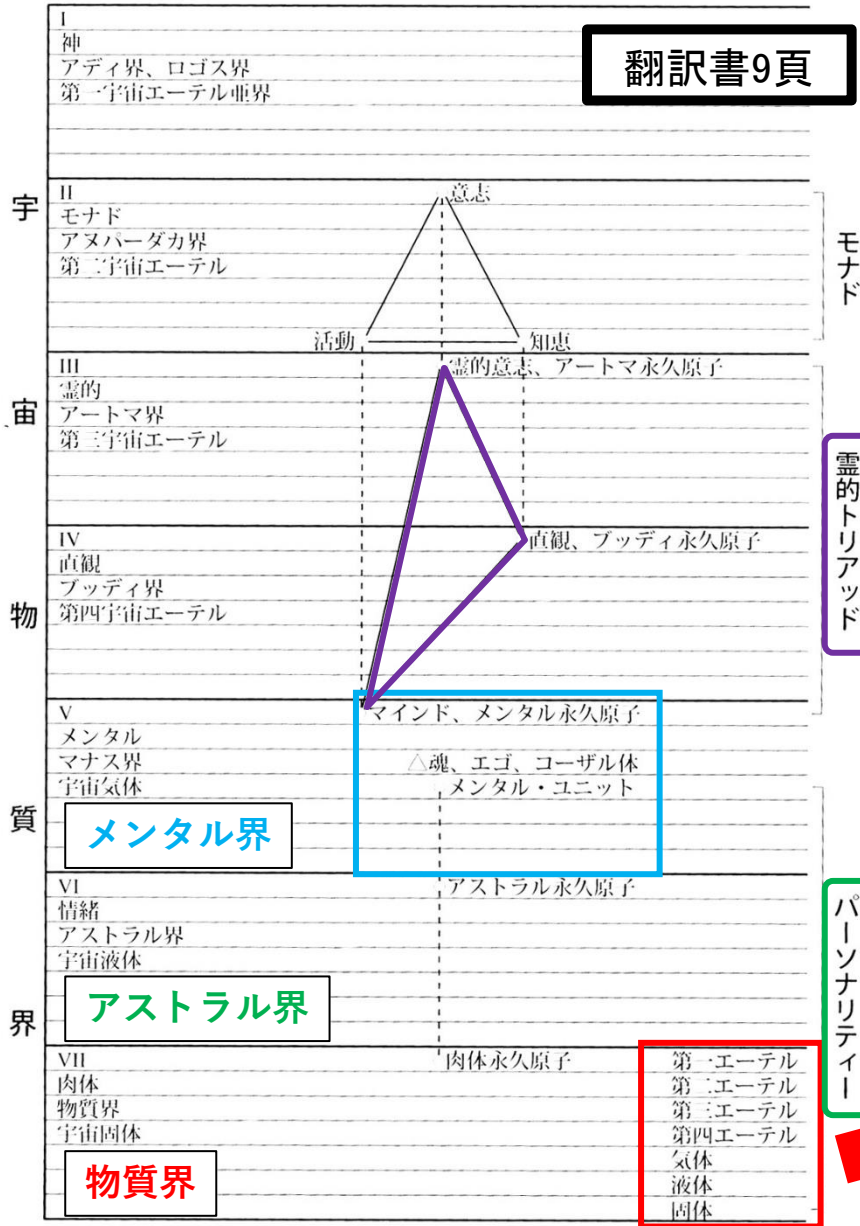 翻訳書9頁
宇宙物質界
I
神
アディ界、ロゴス界
第一宇宙エーテル亜界
II
モナド
アヌパーダカ界
第二宇宙エーテル
意志
活動
知恵
モナド
III
霊的
アートマ界
第三宇宙エーテル
霊的意志、アートマ永久原子
霊的トリアッド
IV
直観
ブッディ界
第四宇宙エーテル
直観、ブッディ永久原子
V
メンタル
マナス界
宇宙気体
メンタル界
マインド、メンタル永久原子
△魂、エゴ、コーザル体
メンタル・ユニット
VI
情緒
アストラル界
宇宙液体
アストラル界
アストラル永久原子
パーソナリティー
VII
肉体
物質界
宇宙固体
物質界
肉体永久原子
第一エーテル
第二エーテル
第三エーテル
第四エーテル
気体
液体
固体